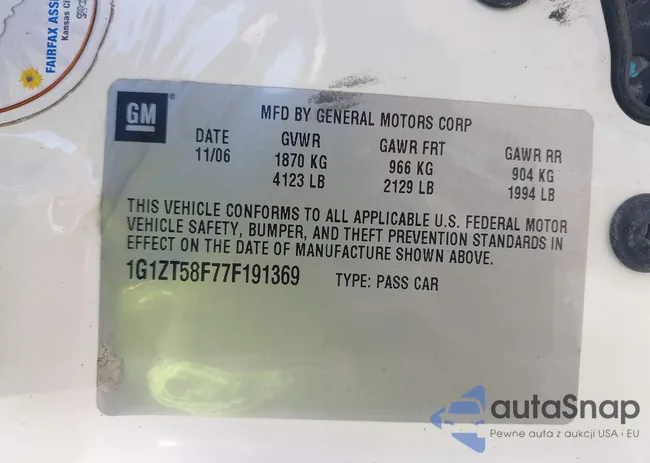 FAIRFAX ASSE
Kansas Ci
GM
MFD BY GENERAL MOTORS CORP
DATE GVWR GAWR FRT GAWR RR
11/06 1870 KG 966 KG 904 KG
4123 LB 2129 LB 1994 LB
THIS VEHICLE CONFORMS TO ALL APPLICABLE U.S. FEDERAL MOTOR
VEHICLE SAFETY, BUMPER, AND THEFT PREVENTION STANDARDS IN
EFFECT ON THE DATE OF MANUFACTURE SHOWN ABOVE.
1G1ZT58F77F191369 TYPE: PASS CAR
autaSnap
Pewne auta z aukcji USA i EU